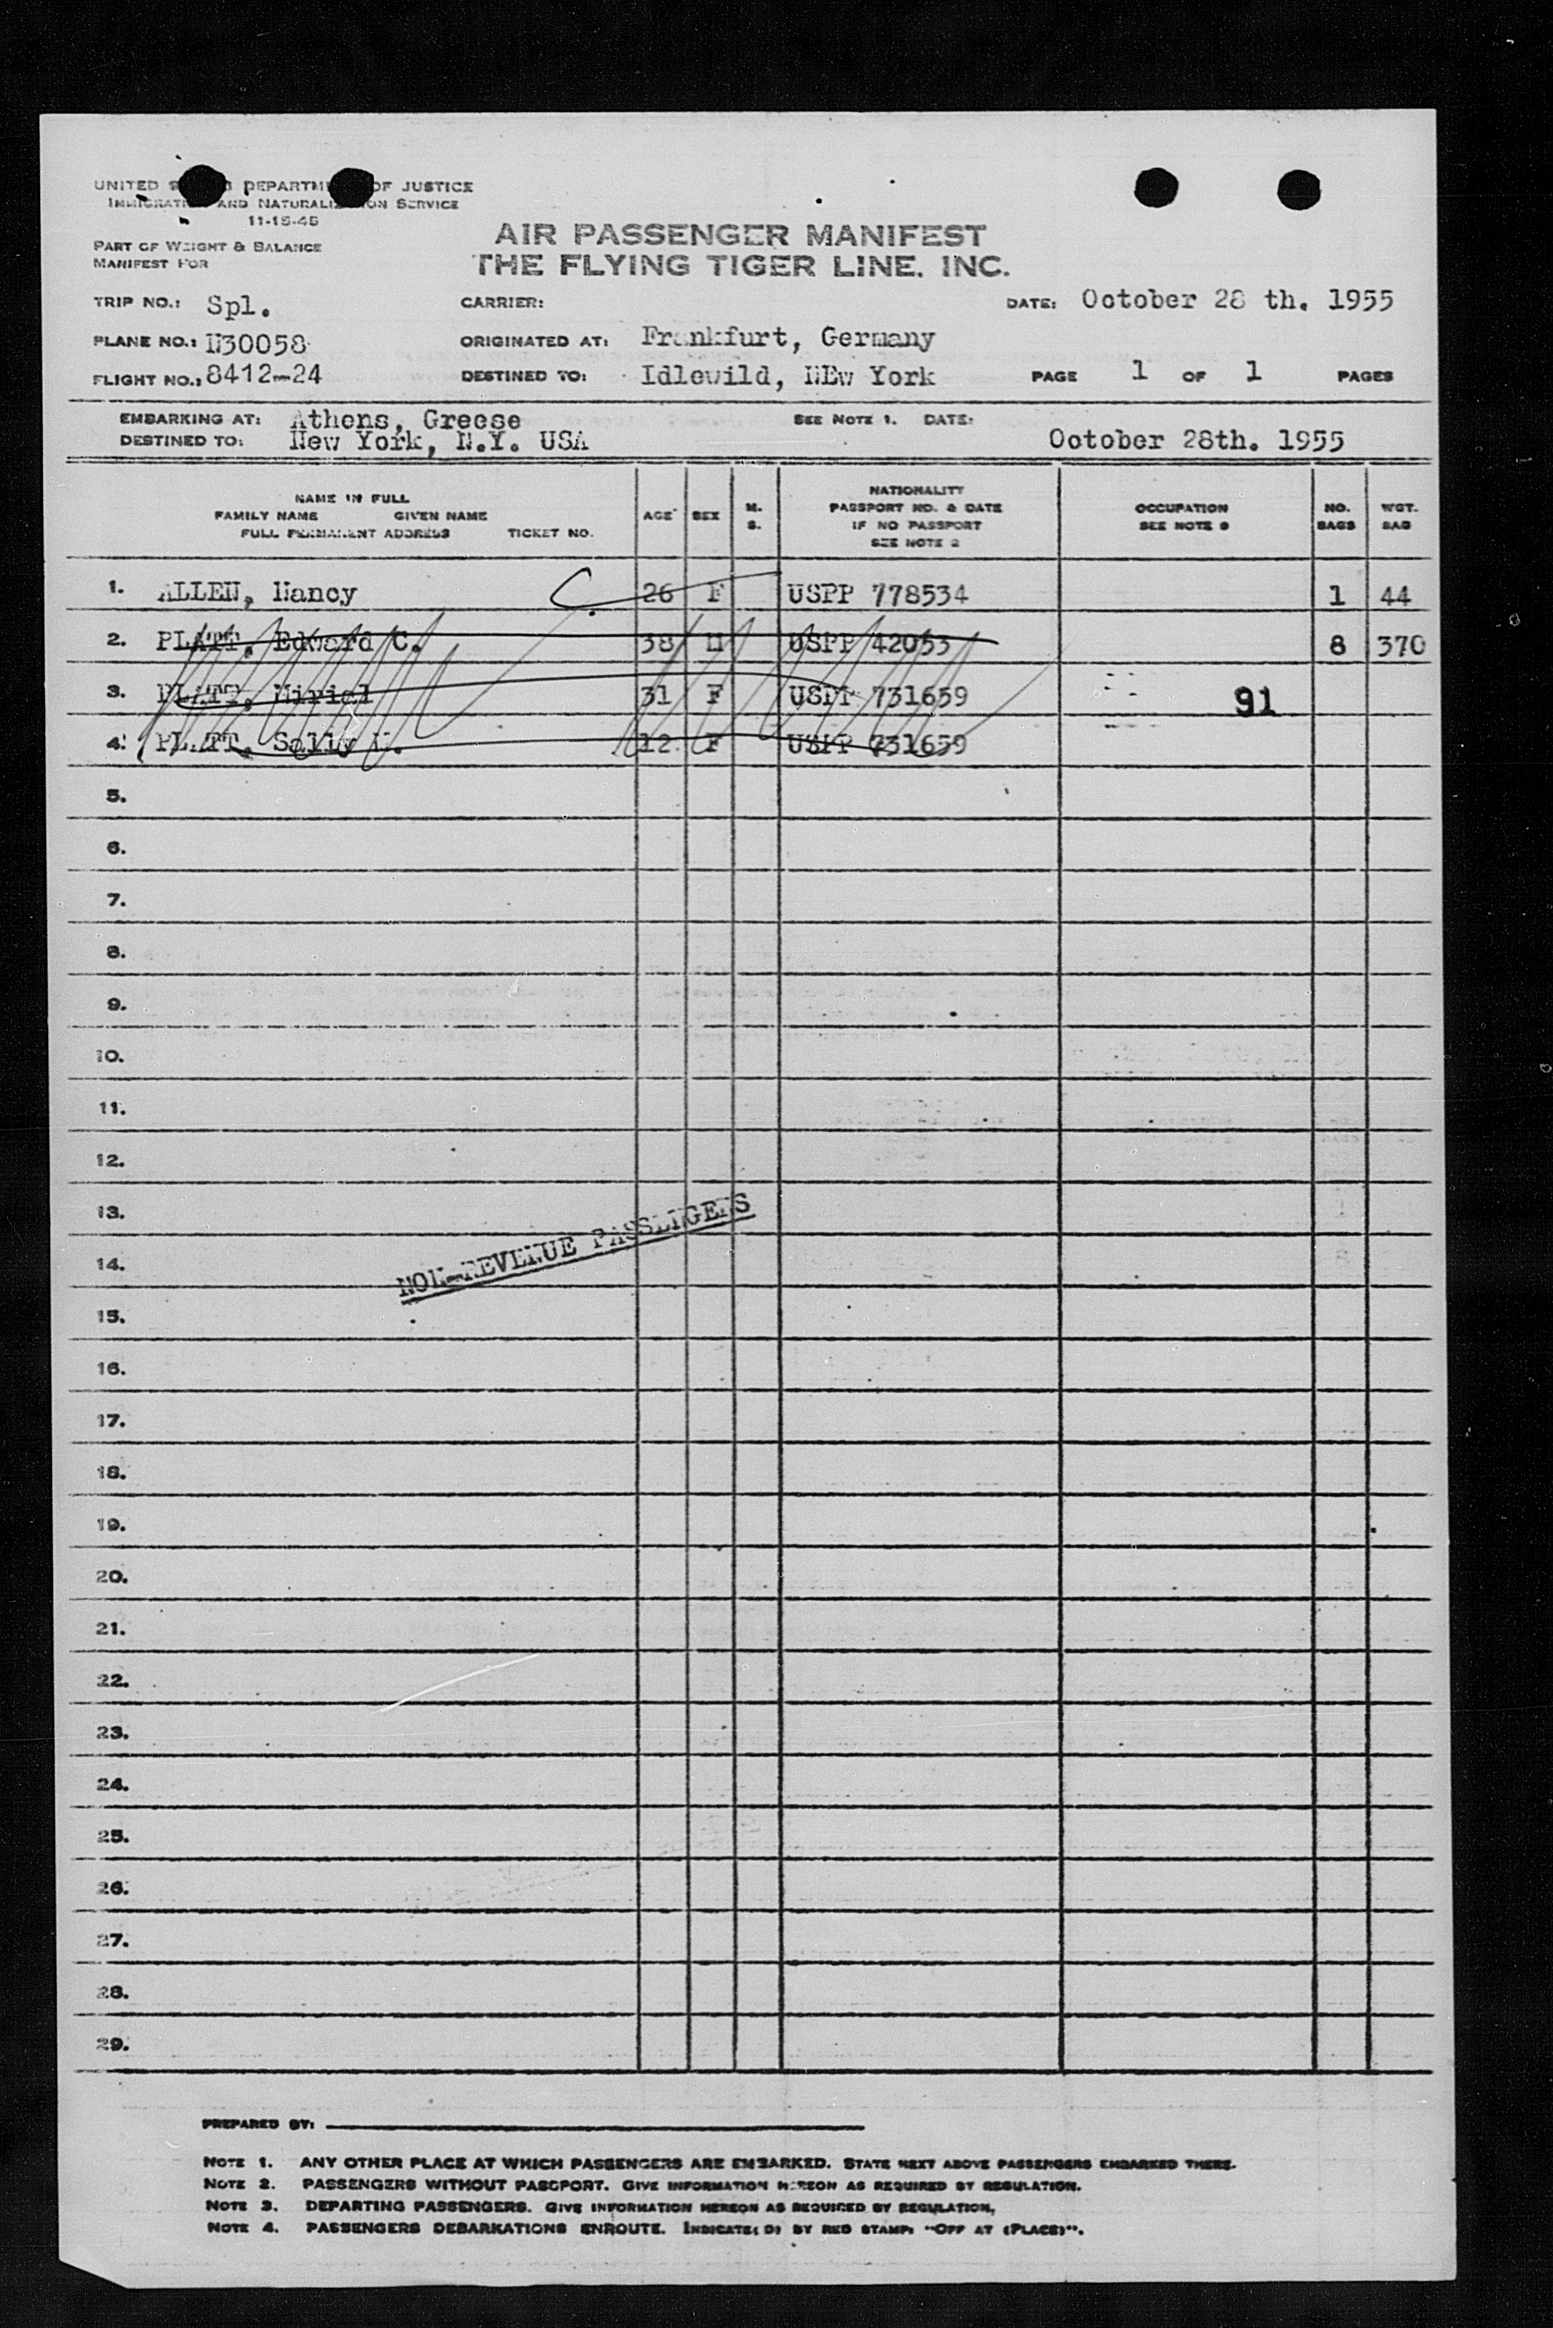 UNITED DEPARTM OF JUSTICE
IMMIGRATI AND NATURALIZATION SERVICE
11-15-45
PART OF WEIGHT & BALANCE
MANIFEST FOR
AIR PASSENGER MANIFEST
THE FLYING TIGER LINE, INC.
TRIP NO.: Spl. CARRIER: DATE: October 28 th. 1955
PLANE NO.: N30058 ORIGINATED AT: Frankfurt, Germany
FLIGHT NO.: 8412-24 DESTINED TO: Idlewild, NEw York PAGE 1 OF 1 PAGES
EMBARKING AT: Athens, Greese SEE NOTE 1. DATE:
DESTINED TO: New York, N.Y. USA October 28th. 1955
NAME IN FULL
FAMILY NAME GIVEN NAME
FULL PERMANENT ADDRESS TICKET NO.
AGE SEX M. S.
NATIONALITY
PASSPORT NO. & DATE
IF NO PASSPORT
SEE NOTE 2
OCCUPATION
SEE NOTE 3
NO. BAGS
WGT. BAG
1. ALLEN, Nancy C. 26 F USPP 778534 1 44
2. PLATT, Edward C. 38 M USPP 42053 8 370
3. PLATT, Miriel 31 F USPP 731659 91
4. PLATT, Sally M. 12 F USPP 731659
5.
6.
7.
8.
9.
10.
11.
12.
13.
NON-REVENUE PASSENGERS
14.
15.
16.
17.
18.
19.
20.
21.
22.
23.
24.
25.
26.
27.
28.
29.
PREPARED BY:
NOTE 1. ANY OTHER PLACE AT WHICH PASSENGERS ARE EMBARKED. STATE NEXT ABOVE PASSENGERS EMBARKED THERE.
NOTE 2. PASSENGERS WITHOUT PASSPORT. GIVE INFORMATION HEREON AS REQUIRED BY REGULATION.
NOTE 3. DEPARTING PASSENGERS. GIVE INFORMATION HEREON AS REQUIRED BY REGULATION.
NOTE 4. PASSENGERS DEBARKATIONS ENROUTE. INDICATE: D: BY RED STAMP: "OFF AT (PLACE)".